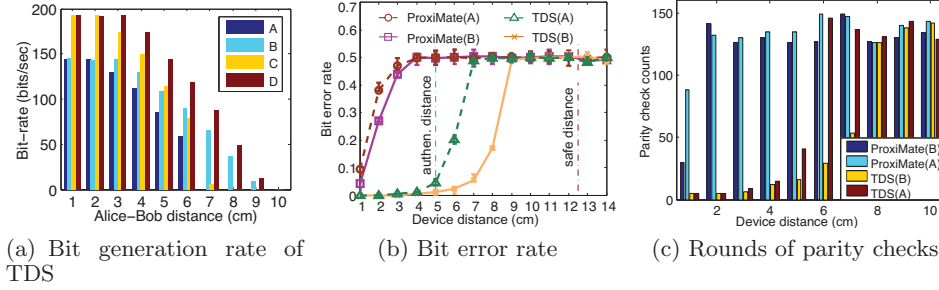 Bit-rate (bits/sec)
200
150
100
50
0
A
B
C
D
1 2 3 4 5 6 7 8 9 10
Alice-Bob distance (cm)
(a) Bit generation rate of
TDS
ProxiMate(A)
ProxiMate(B)
TDS(A)
TDS(B)
Bit error rate
0.7
0.6
0.5
0.4
0.3
0.2
0.1
0
authen. distance
safe distance
1 2 3 4 5 6 7 8 9 10 11 12 13 14
Device distance (cm)
(b) Bit error rate
Parity check counts
150
100
50
0
ProxiMate(B)
ProxiMate(A)
TDS(B)
TDS(A)
2 4 6 8 10
Device distance (cm)
(c) Rounds of parity checks